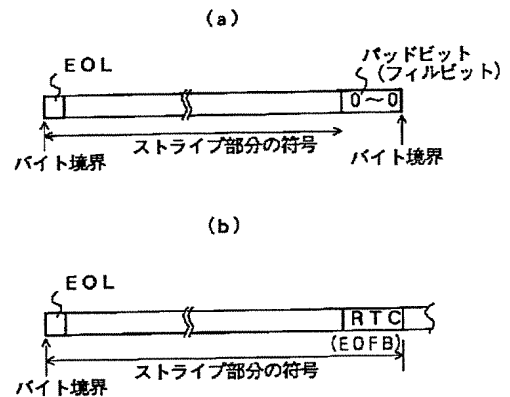 (a)
EOL
パッドビット
(フィルビット)
0～0
ストライプ部分の符号
バイト境界
バイト境界
(b)
EOL
RTC
(EOFB)
ストライプ部分の符号
バイト境界